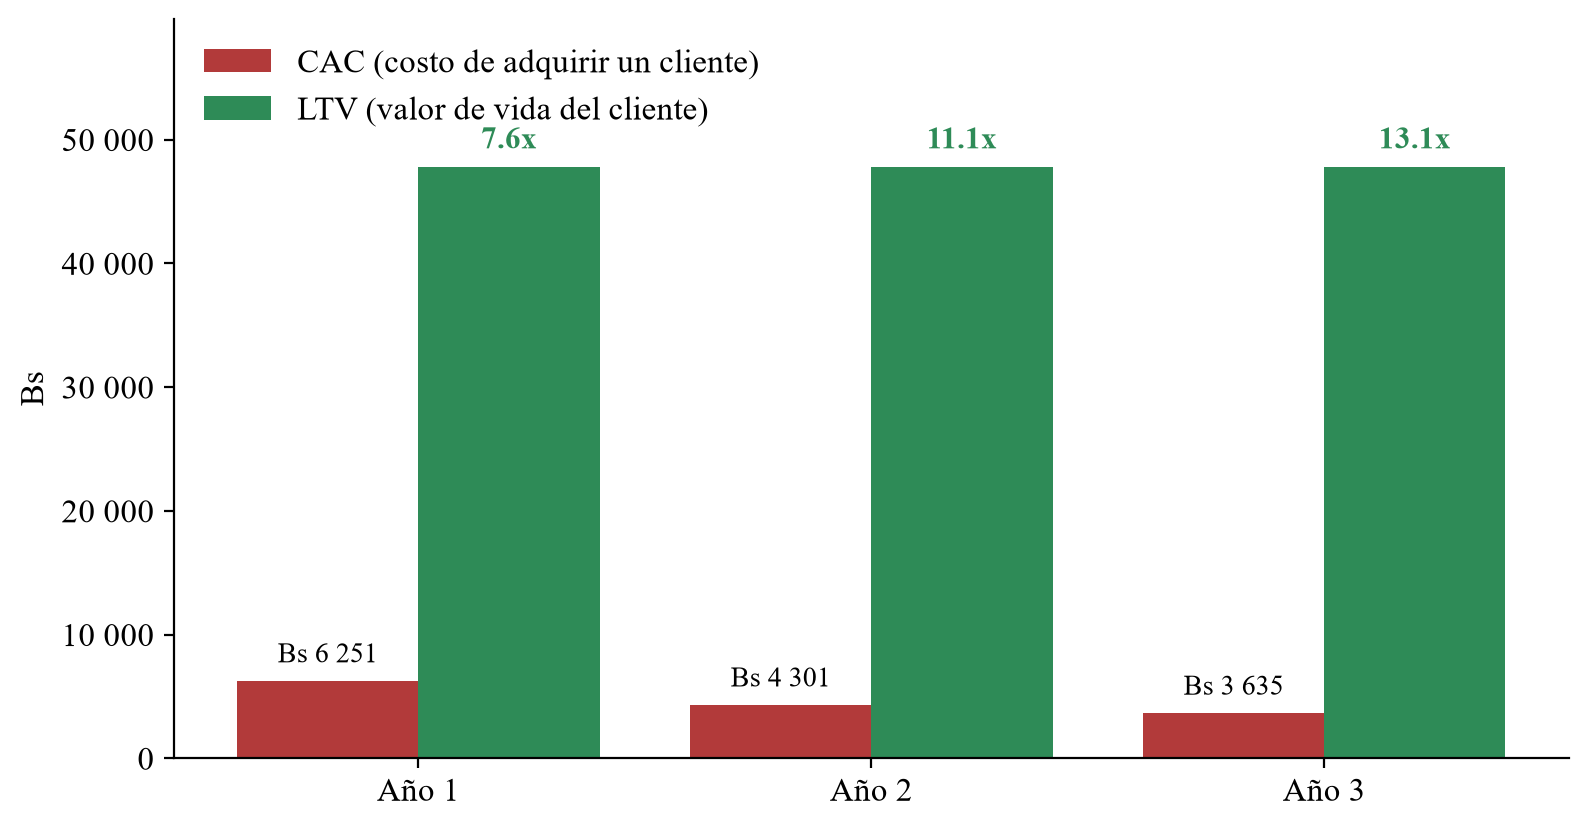 CAC (costo de adquirir un cliente)
LTV (valor de vida del cliente)
7.6x 11.1x 13.1x
50 000
40 000
30 000
20 000
10 000
0
Bs
Bs 6 251
Bs 4 301
Bs 3 635
Año 1 Año 2 Año 3